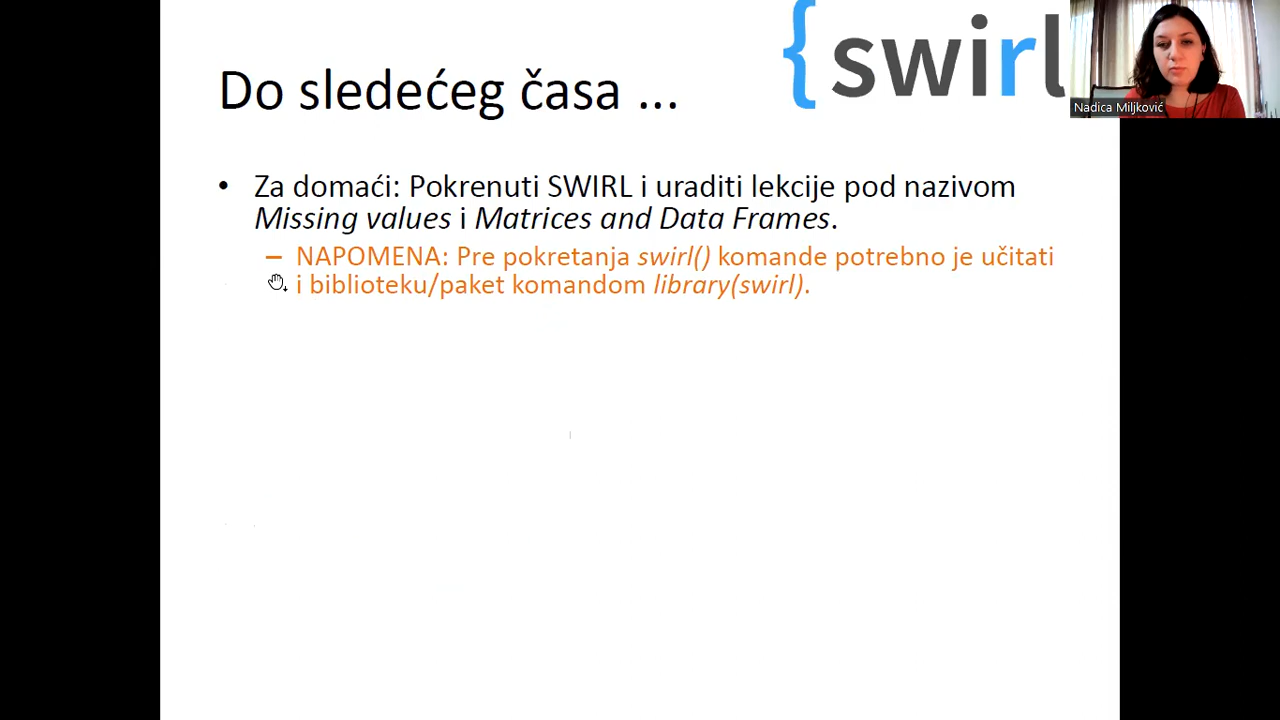 {swirl
Do sledećeg časa ...
Nadica Miljković
• Za domaći: Pokrenuti SWIRL i uraditi lekcije pod nazivom
Missing values i Matrices and Data Frames.
– NAPOMENA: Pre pokretanja swirl() komande potrebno je učitati
i biblioteku/paket komandom library(swirl).